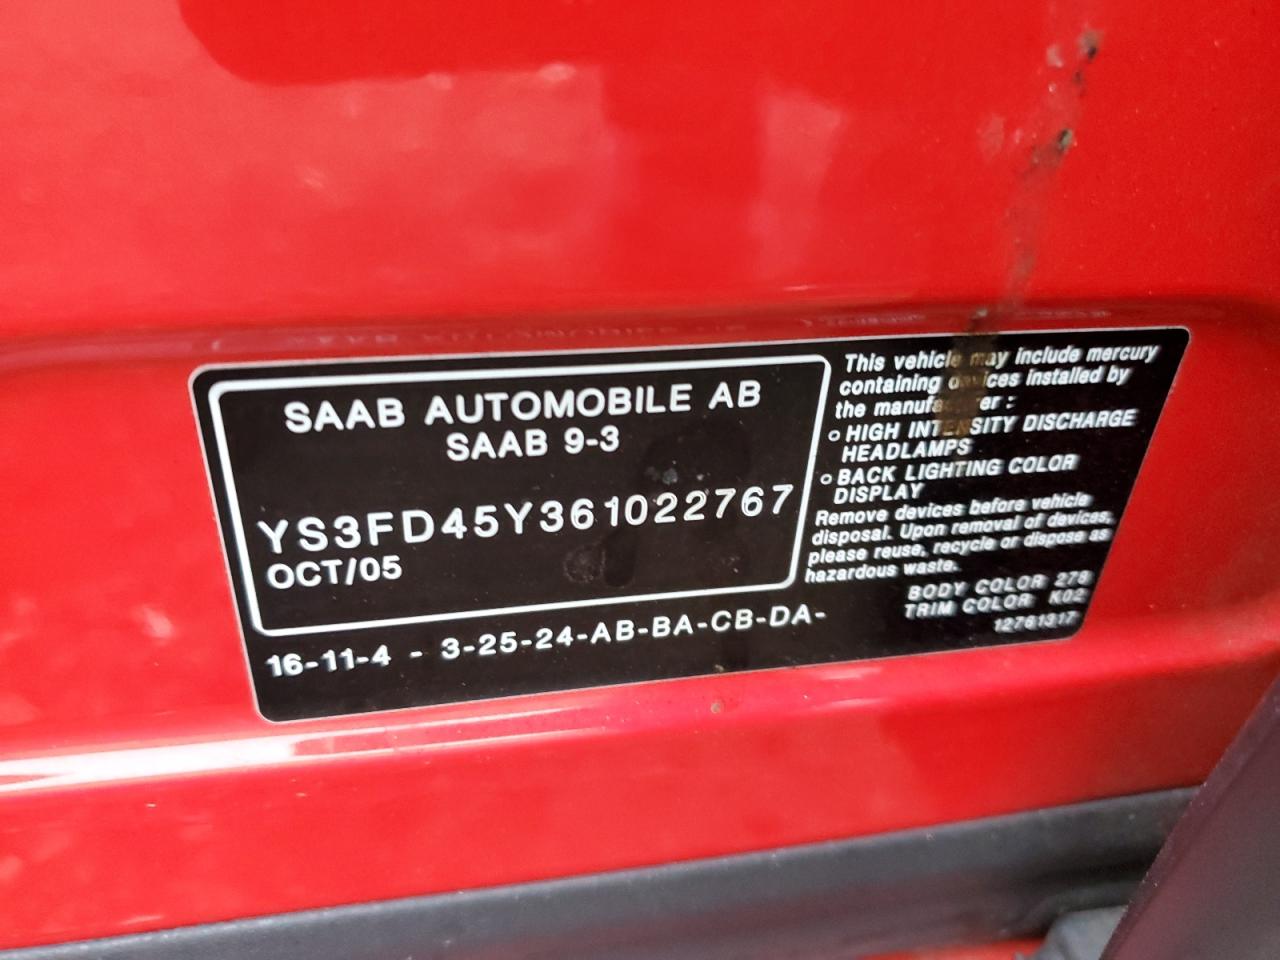 SAAB AUTOMOBILE AB
SAAB 9-3
YS3FD45Y361022767
OCT/05
16-11-4 - 3-25-24-AB-BA-CB-DA-
This vehicle may include mercury
containing devices installed by
the manufacturer :
o HIGH INTENSITY DISCHARGE
HEADLAMPS
o BACK LIGHTING COLOR
DISPLAY
Remove devices before vehicle
disposal. Upon removal of devices,
please reuse, recycle or dispose as
hazardous waste.
BODY COLOR 278
TRIM COLOR K02
12761317